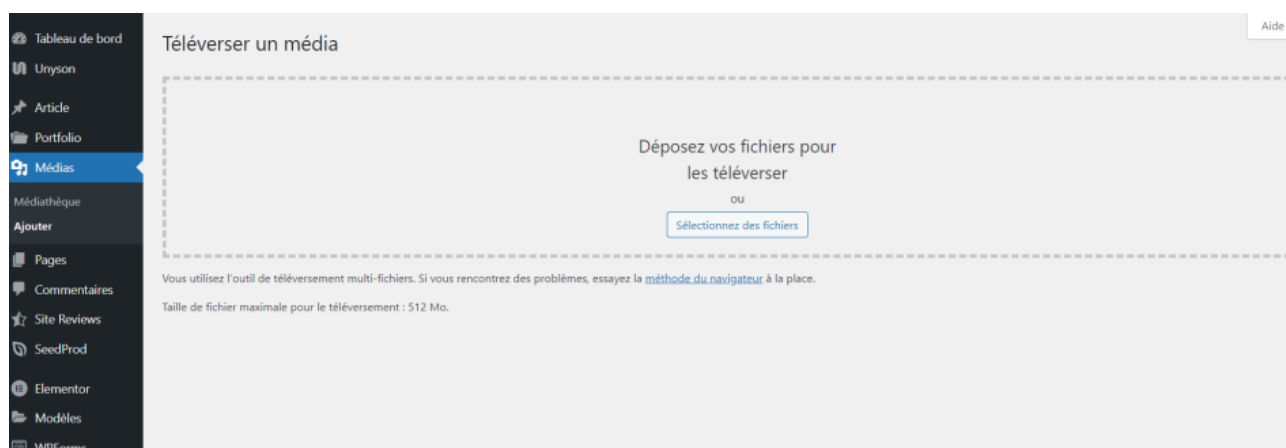 Aide
Tableau de bord
Unyson
Article
Portfolio
Médias
Médiathèque
Ajouter
Pages
Commentaires
Site Reviews
SeedProd
Elementor
Modèles
WPForms
Téléverser un média
Déposez vos fichiers pour
les téléverser
ou
Sélectionnez des fichiers
Vous utilisez l'outil de téléversement multi-fichiers. Si vous rencontrez des problèmes, essayez la méthode du navigateur à la place.
Taille de fichier maximale pour le téléversement : 512 Mo.